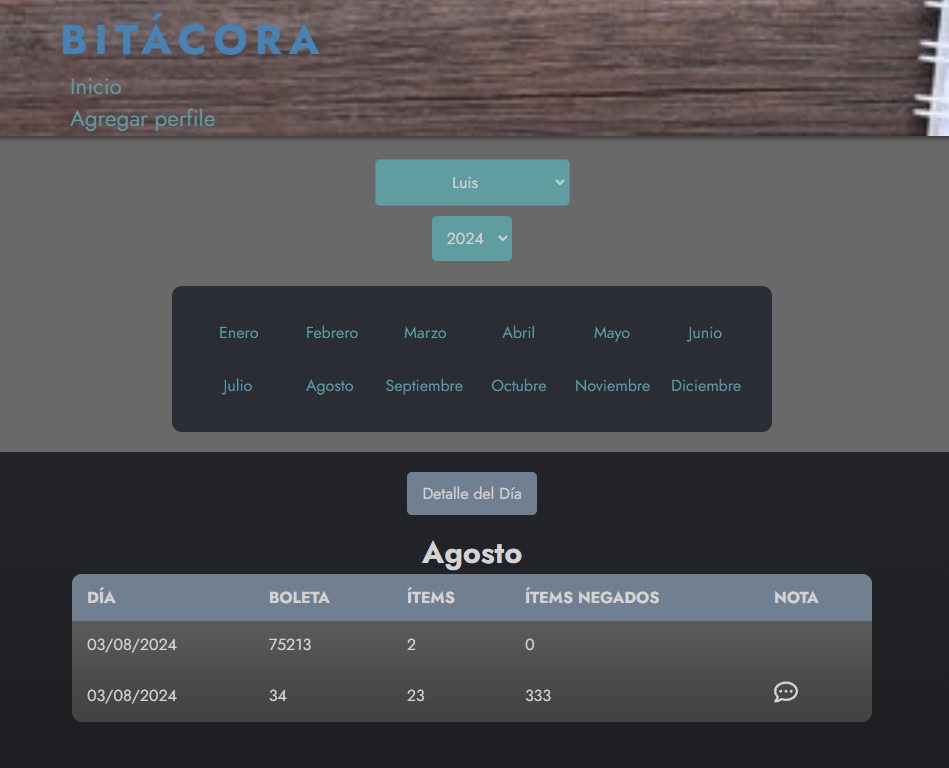 BITÁCORA
Inicio
Agregar perfile
Luis
2024
Enero Febrero Marzo Abril Mayo Junio
Julio Agosto Septiembre Octubre Noviembre Diciembre
Detalle del Día
Agosto
DÍA BOLETA ÍTEMS ÍTEMS NEGADOS NOTA
03/08/2024 75213 2 0
03/08/2024 34 23 333